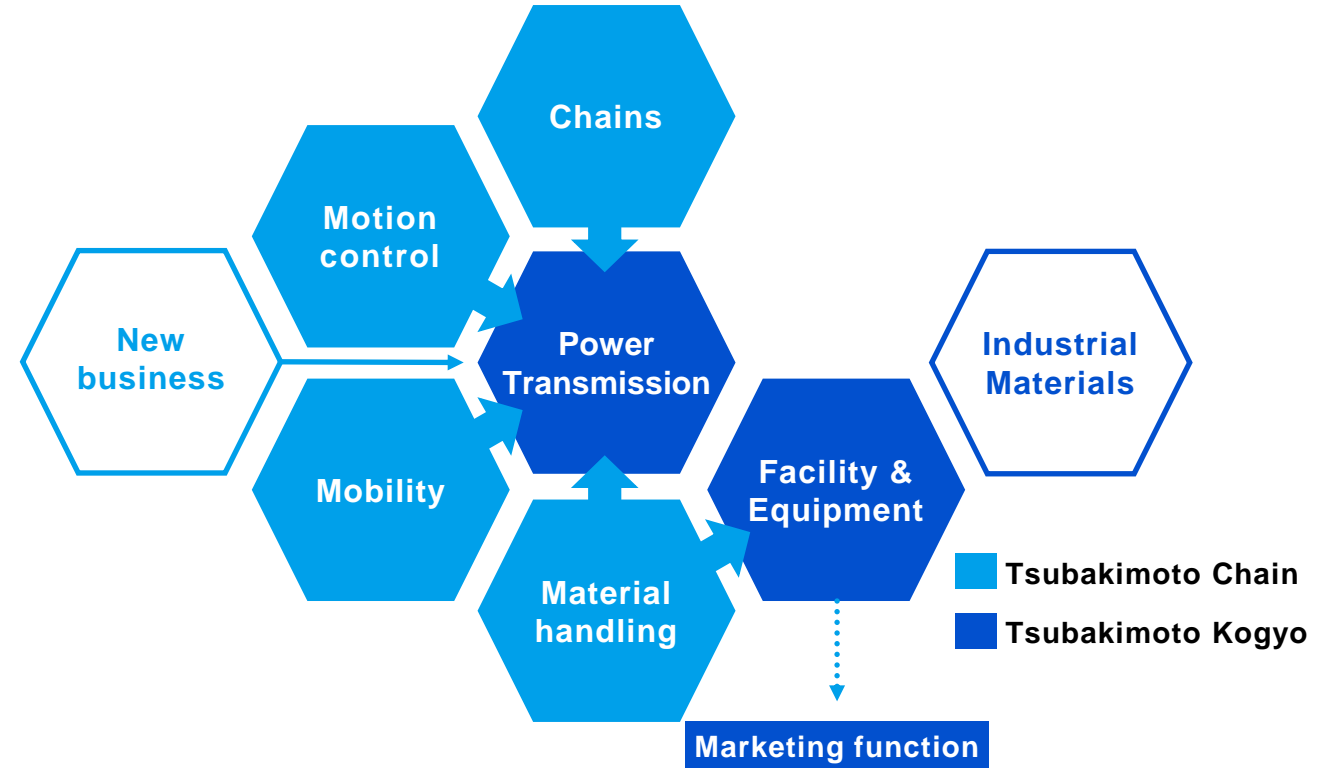 Chains
Motion
control
New
business
Power
Transmission
Industrial
Materials
Mobility
Facility &
Equipment
Material
handling
Tsubakimoto Chain
Tsubakimoto Kogyo
Marketing function